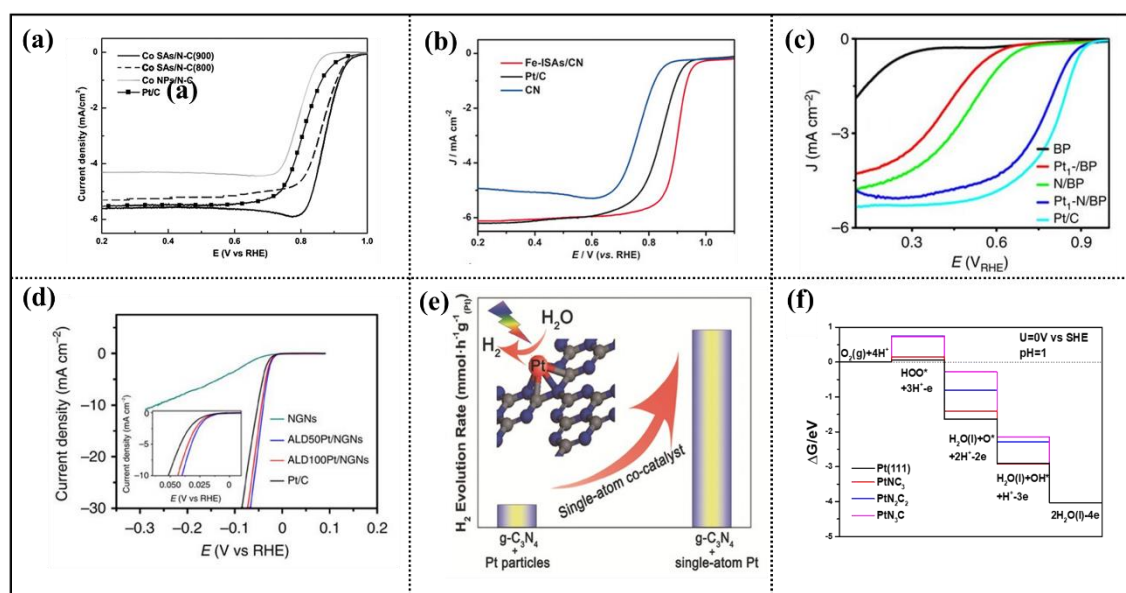 (a)
Co SAs/N-C(900)
Co SAs/N-C(800)
Co NPs/N-C
(a)
Pt/C
Current density (mA/cm²)
0
-2
-4
-6
0.2
0.4
0.6
0.8
1.0
E (V vs RHE)
(b)
Fe-ISAs/CN
Pt/C
CN
J / mA cm⁻²
0
-2
-4
-6
0.2
0.4
0.6
0.8
1.0
E / V (vs. RHE)
(c)
J (mA cm⁻²)
0
-3
-6
BP
Pt₁-/BP
N/BP
Pt₁-N/BP
Pt/C
0.3
0.6
0.9
E (V_RHE)
(d)
Current density (mA cm⁻²)
5
0
-5
-10
-15
-20
-25
-30
NGNs
ALD50Pt/NGNs
ALD100Pt/NGNs
Pt/C
Current density (mA cm⁻²)
0
-5
-10
0.050
0.025
0
E (V vs RHE)
-0.3
-0.2
-0.1
0
0.1
0.2
E (V vs RHE)
(e)
H₂ Evolution Rate (mmol·h⁻¹g⁻¹(Pt))
H₂O
H₂
Pt
Single-atom co-catalyst
g-C₃N₄
+
Pt particles
g-C₃N₄
+
single-atom Pt
(f)
ΔG/eV
1
0
-1
-2
-3
-4
-5
U=0V vs SHE
pH=1
O₂(g)+4H⁺
HOO*
+3H⁺-e
H₂O(l)+O*
+2H⁺-2e
H₂O(l)+OH*
+H⁺-3e
2H₂O(l)-4e
Pt(111)
PtNC₃
PtN₂C₂
PtN₃C